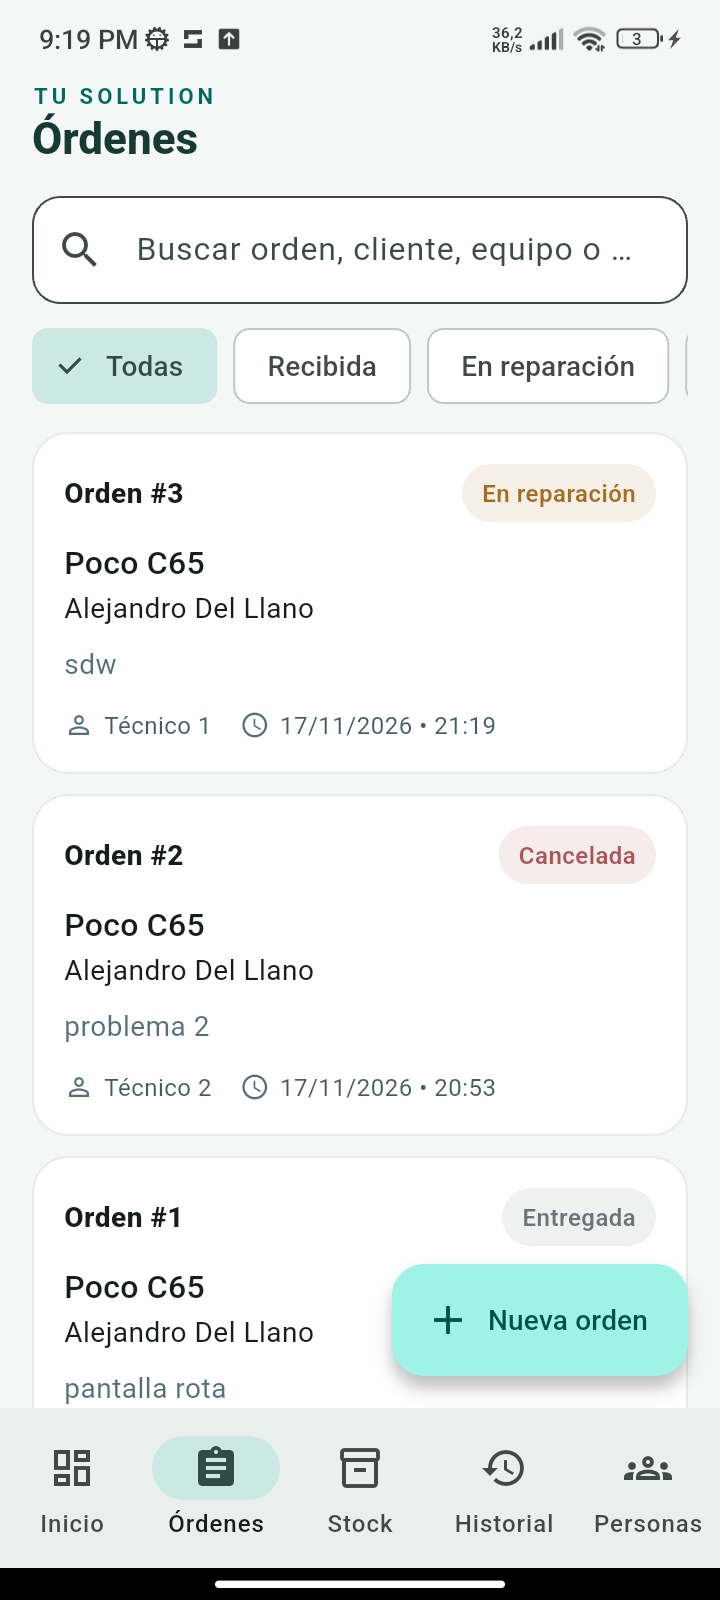 9:19 PM
36,2
KB/s
3
TU SOLUTION
Órdenes
Buscar orden, cliente, equipo o ...
Todas
Recibida
En reparación
Orden #3
En reparación
Poco C65
Alejandro Del Llano
sdw
Técnico 1
17/11/2026 • 21:19
Orden #2
Cancelada
Poco C65
Alejandro Del Llano
problema 2
Técnico 2
17/11/2026 • 20:53
Orden #1
Entregada
Poco C65
Alejandro Del Llano
pantalla rota
Nueva orden
Inicio
Órdenes
Stock
Historial
Personas